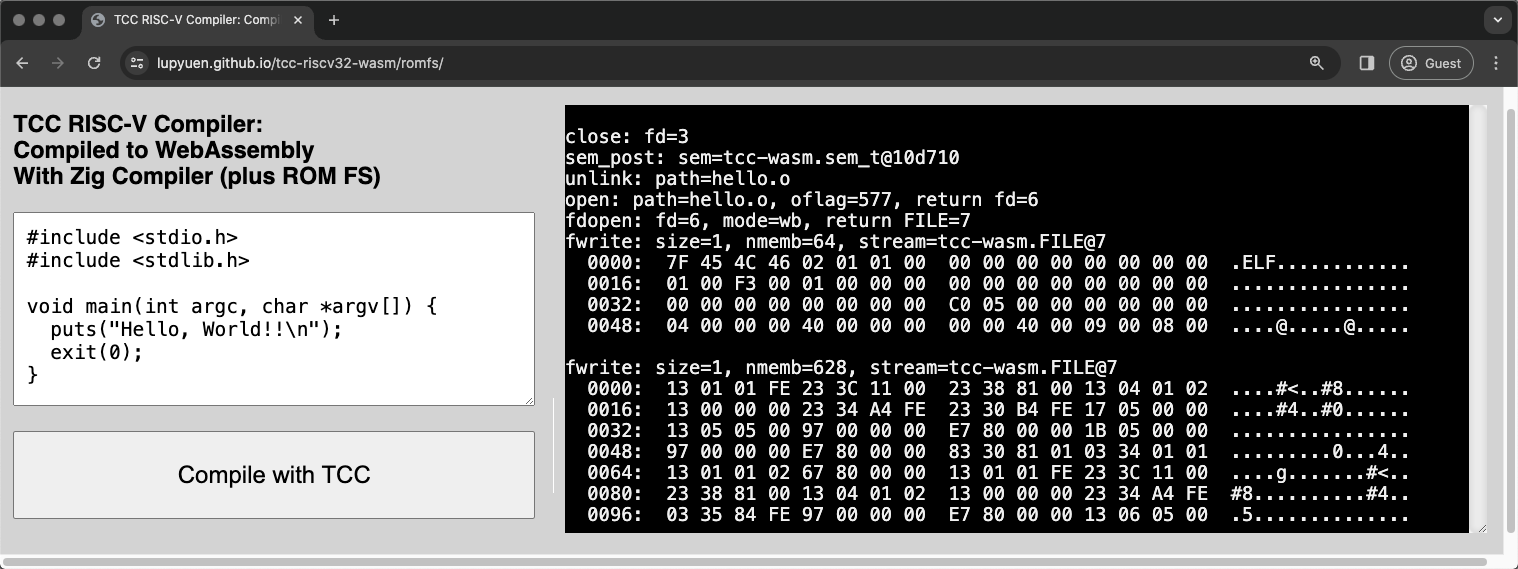 TCC RISC-V Compiler: Compi
lupyuen.github.io/tcc-riscv32-wasm/romfs/
Guest
TCC RISC-V Compiler:
Compiled to WebAssembly
With Zig Compiler (plus ROM FS)
#include <stdio.h>
#include <stdlib.h>
void main(int argc, char *argv[]) {
  puts("Hello, World!!\n");
  exit(0);
}
Compile with TCC
close: fd=3
sem_post: sem=tcc-wasm.sem_t@10d710
unlink: path=hello.o
open: path=hello.o, oflag=577, return fd=6
fdopen: fd=6, mode=wb, return FILE=7
fwrite: size=1, nmemb=64, stream=tcc-wasm.FILE@7
  0000:  7F 45 4C 46 02 01 01 00  00 00 00 00 00 00 00 00  .ELF............
  0016:  01 00 F3 00 01 00 00 00  00 00 00 00 00 00 00 00  ................
  0032:  00 00 00 00 00 00 00 00  C0 05 00 00 00 00 00 00  ................
  0048:  04 00 00 00 40 00 00 00  00 00 40 00 09 00 08 00  ....@.....@.....
fwrite: size=1, nmemb=628, stream=tcc-wasm.FILE@7
  0000:  13 01 01 FE 23 3C 11 00  23 38 81 00 13 04 01 02  ....#<..#8......
  0016:  13 00 00 00 23 34 A4 FE  23 30 B4 FE 17 05 00 00  ....#4..#0......
  0032:  13 05 05 00 97 00 00 00  E7 80 00 00 1B 05 00 00  ................
  0048:  97 00 00 00 E7 80 00 00  83 30 81 01 03 34 01 01  .........0...4..
  0064:  13 01 01 02 67 80 00 00  13 01 01 FE 23 3C 11 00  ....g.......#<..
  0080:  23 38 81 00 13 04 01 02  13 00 00 00 23 34 A4 FE  #8..........#4..
  0096:  03 35 84 FE 97 00 00 00  E7 80 00 00 13 06 05 00  .5..............